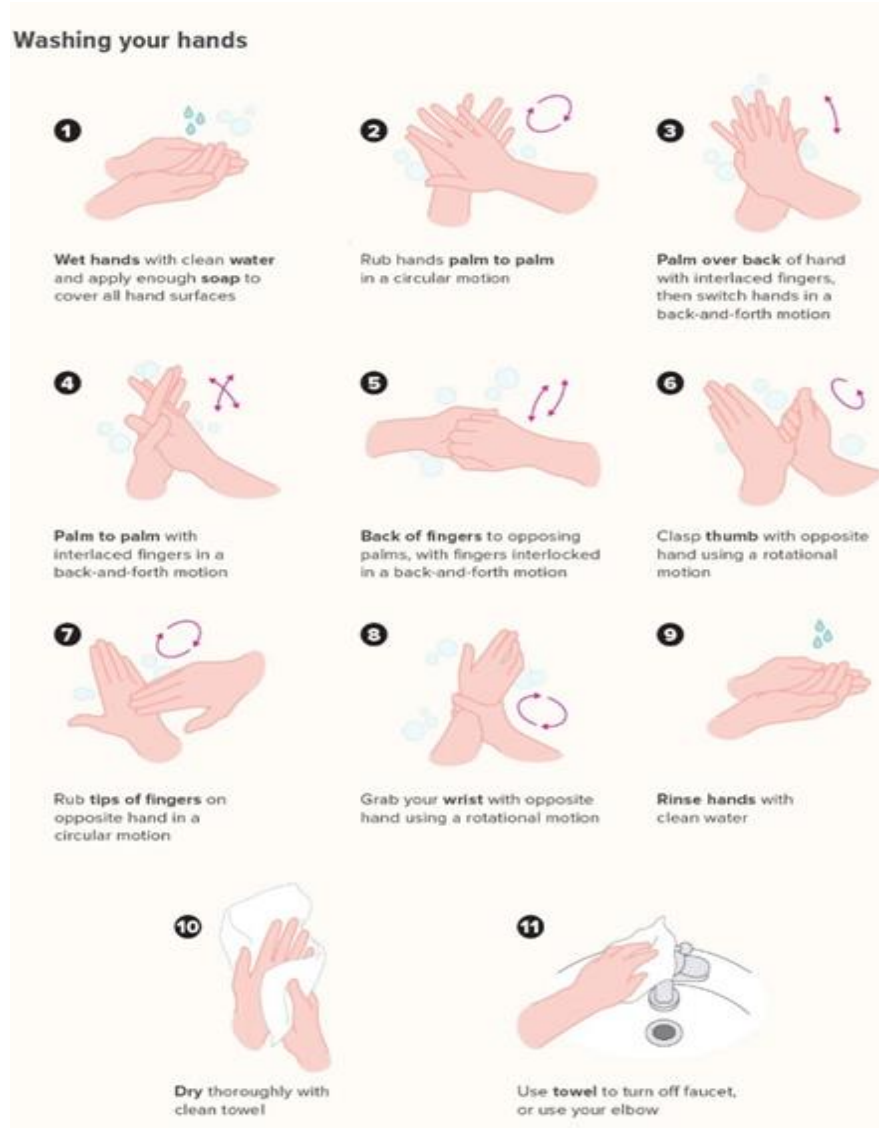 Washing your hands
1
Wet hands with clean water
and apply enough soap to
cover all hand surfaces
2
Rub hands palm to palm
in a circular motion
3
Palm over back of hand
with interlaced fingers,
then switch hands in a
back-and-forth motion
4
Palm to palm with
interlaced fingers in a
back-and-forth motion
5
Back of fingers to opposing
palms, with fingers interlocked
in a back-and-forth motion
6
Clasp thumb with opposite
hand using a rotational
motion
7
Rub tips of fingers on
opposite hand in a
circular motion
8
Grab your wrist with opposite
hand using a rotational motion
9
Rinse hands with
clean water
10
Dry thoroughly with
clean towel
11
Use towel to turn off faucet,
or use your elbow